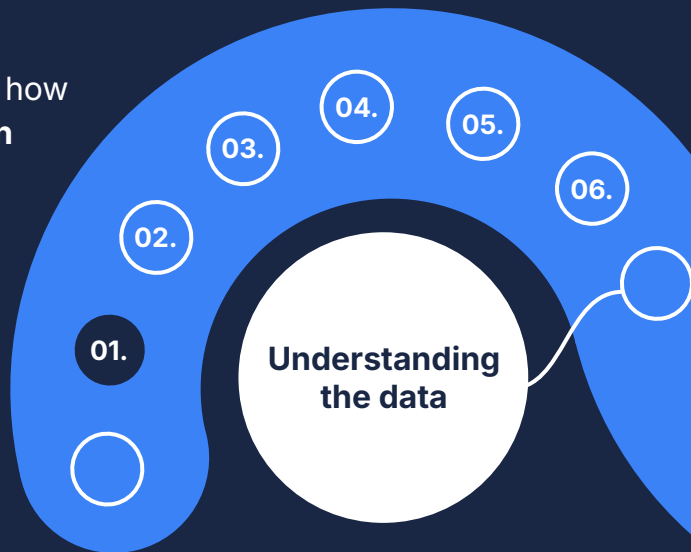 how
04.
05.
03.
06.
02.
01.
Understanding
the data